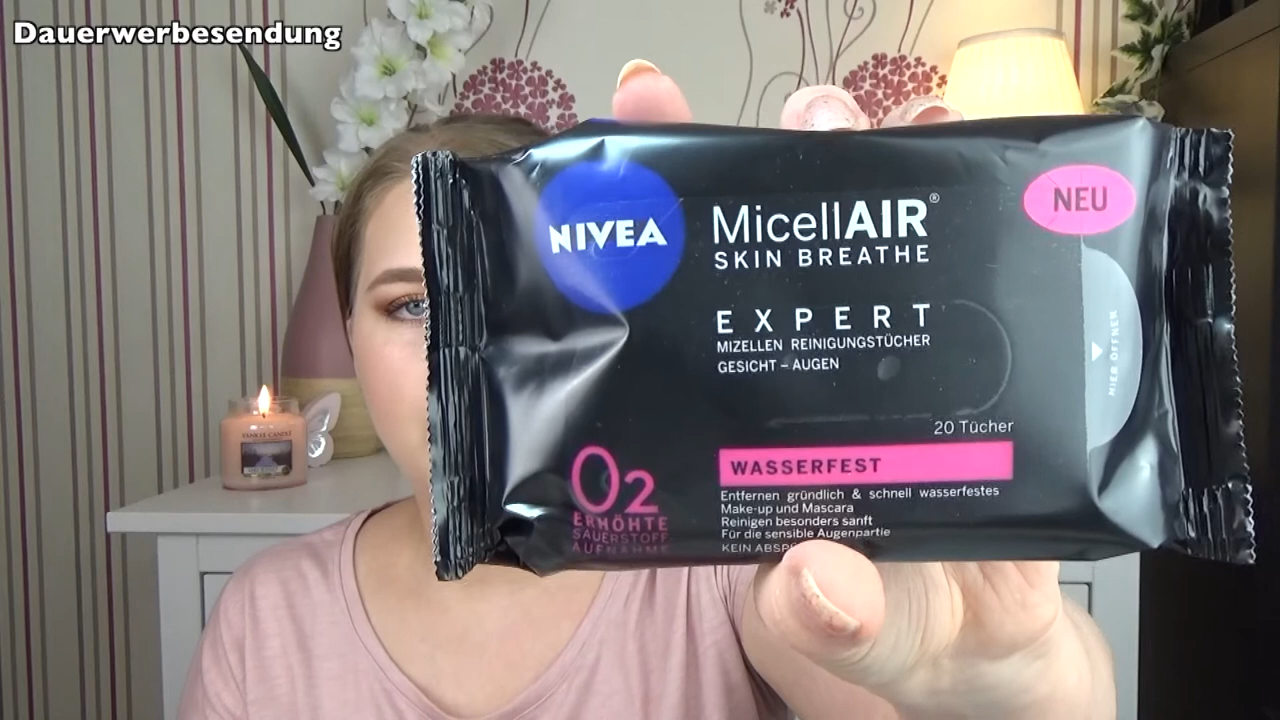 Dauerwerbesendung
NIVEA
MicellAIR®
SKIN BREATHE
NEU
EXPERT
MIZELLEN REINIGUNGSTÜCHER
GESICHT – AUGEN
HIER ÖFFNEN
20 Tücher
WASSERFEST
Entfernen gründlich & schnell wasserfestes
Make-up und Mascara
Reinigen besonders sanft
Für die sensible Augenpartie
KEIN
O2
ERHÖHTE
SAUERSTOFF
AUFNAHME
YANKEE CANDLE